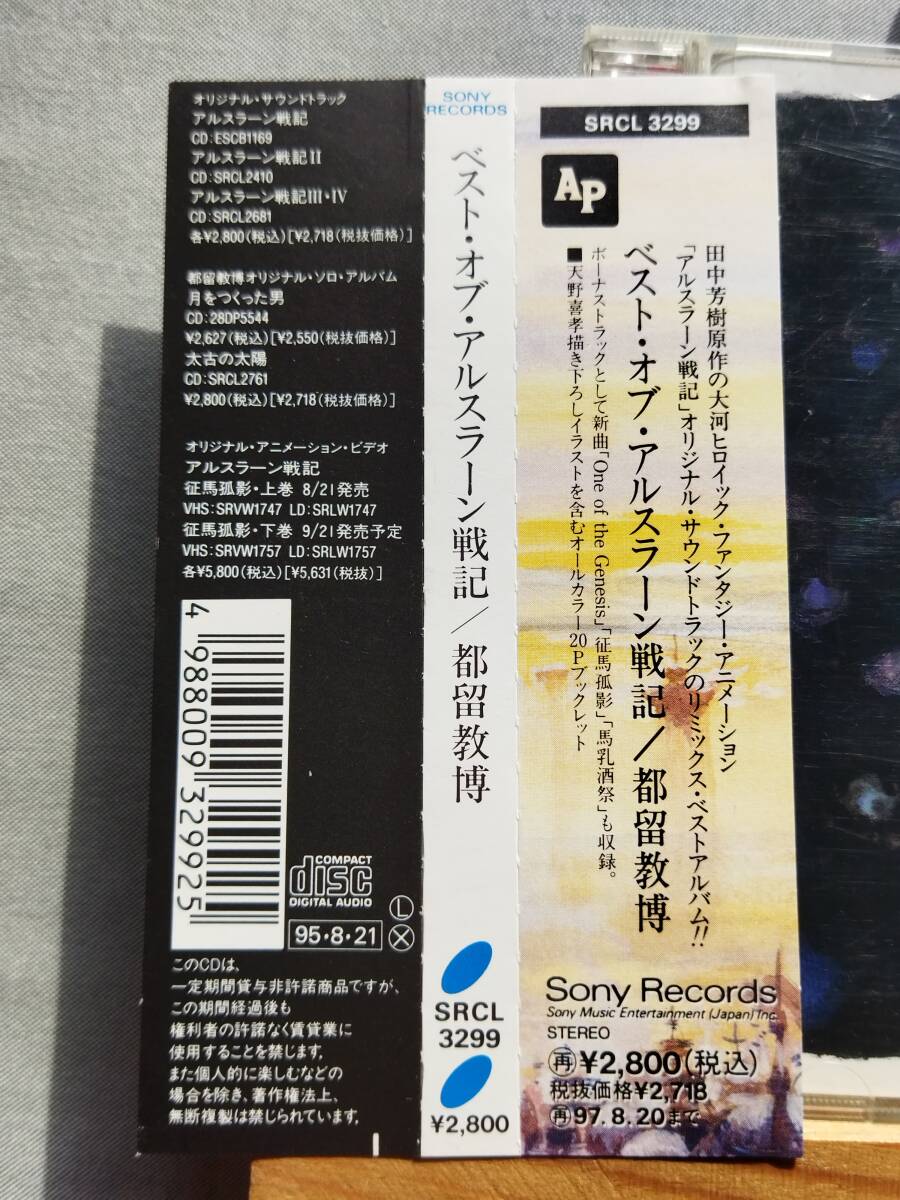 オリジナル・サウンドトラック
アルスラーン戦記
CD:ESCB1169
アルスラーン戦記II
CD:SRCL2410
アルスラーン戦記III・IV
CD:SRCL2681
各¥2,800(税込)[¥2,718(税抜価格)]
都留教博オリジナル・ソロ・アルバム
月をつくった男
CD:28DP5544
¥2,627(税込)[¥2,550(税抜価格)]
太古の太陽
CD:SRCL2761
¥2,800(税込)[¥2,718(税抜価格)]
オリジナル・アニメーション・ビデオ
アルスラーン戦記
征馬孤影・上巻 8/21発売
VHS:SRVW1747 LD:SRLW1747
征馬孤影・下巻 9/21発売予定
VHS:SRVW1757 LD:SRLW1757
各¥5,800(税込)[¥5,631(税抜)]
4 988009 329925
COMPACT
disc
DIGITAL AUDIO
95・8・21
L
X
このCDは、
一定期間貸与非許諾商品ですが、
この期間経過後も
権利者の許諾なく賃貸業に
使用することを禁じます。
また個人的に楽しむなどの
場合を除き、著作権法上、
無断複製は禁じられています。
SONY
RECORDS
ベスト・オブ・アルスラーン戦記/都留教博
SRCL
3299
¥2,800
SRCL 3299
AP
田中芳樹原作の大河ヒロイック・ファンタジー・アニメーション
「アルスラーン戦記」オリジナル・サウンドトラックのリミックス・ベストアルバム!!
ベスト・オブ・アルスラーン戦記/都留教博
ボーナストラックとして新曲「One of the Genesis」「征馬孤影」「馬乳酒祭」も収録。
■天野喜孝描き下ろしイラストを含むオールカラー20Pブックレット
Sony Records
Sony Music Entertainment (Japan) Inc.
STEREO
再¥2,800(税込)
税抜価格¥2,718
再97.8.20まで